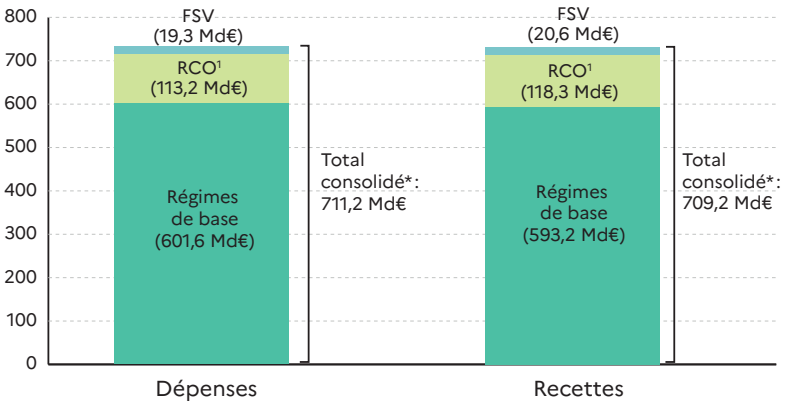 800
700
600
500
400
300
200
100
0
FSV
(19,3 Md€)
RCO¹
(113,2 Md€)
Régimes
de base
(601,6 Md€)
Total
consolidé*:
711,2 Md€
Dépenses
FSV
(20,6 Md€)
RCO¹
(118,3 Md€)
Régimes
de base
(593,2 Md€)
Total
consolidé*:
709,2 Md€
Recettes